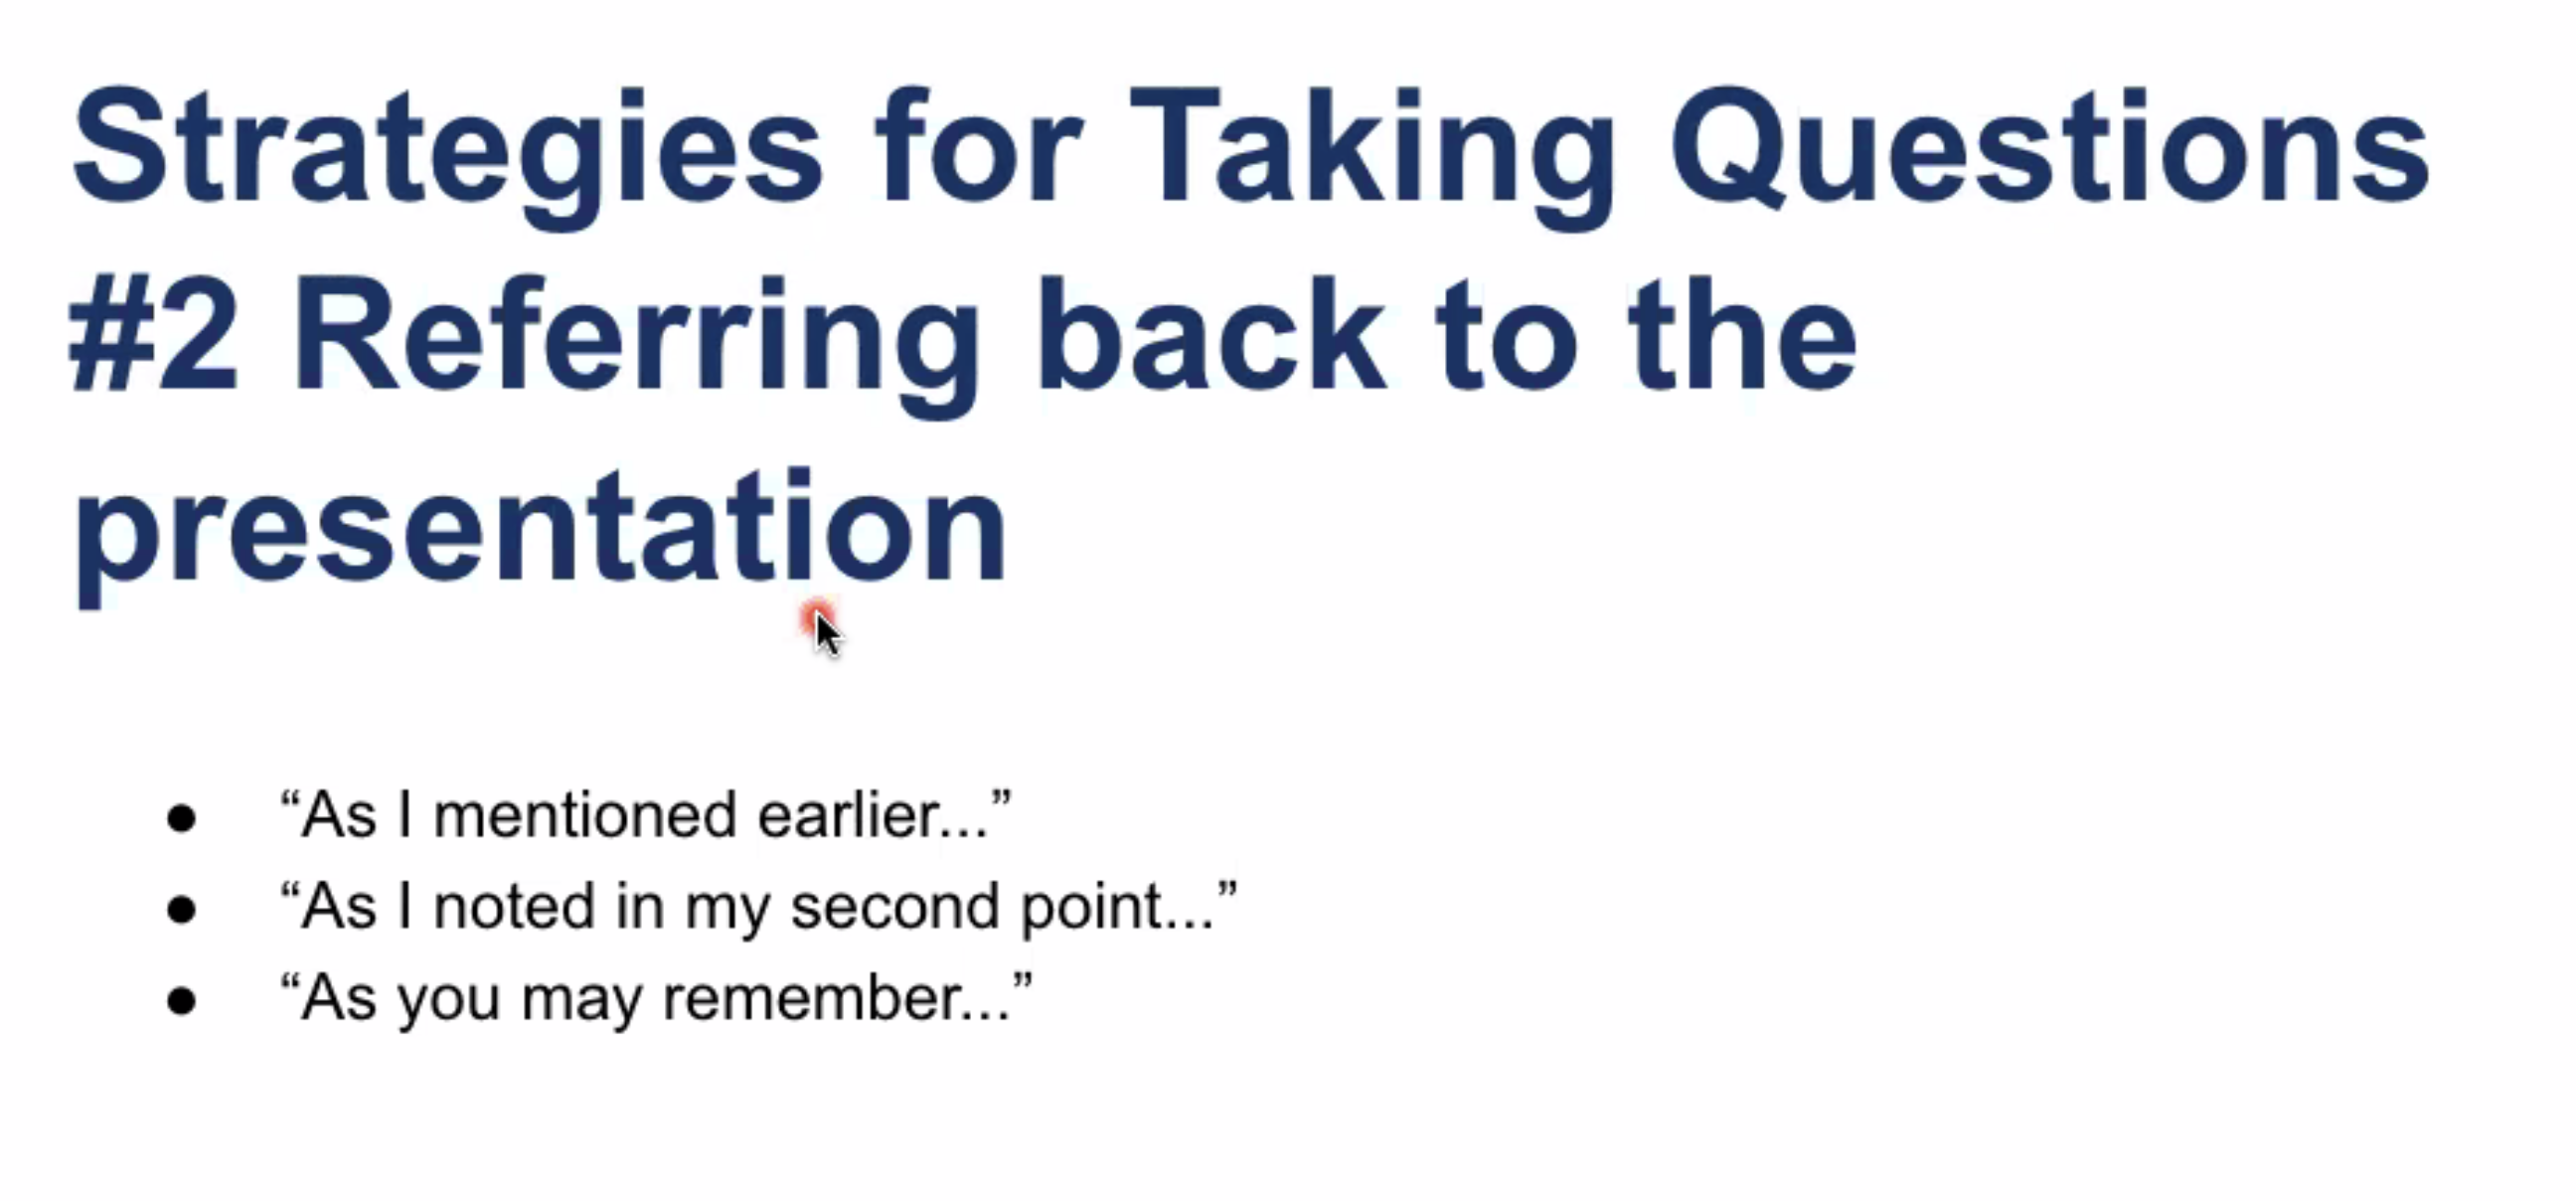 Strategies for Taking Questions
#2 Referring back to the
presentation
● “As I mentioned earlier...”
● “As I noted in my second point...”
● “As you may remember...”